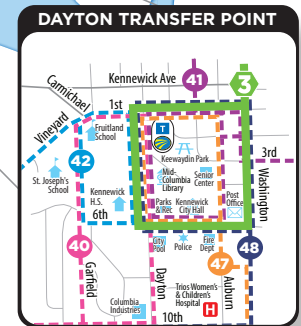 DAYTON TRANSFER POINT
Kennewick Ave
41
3
Carmichael
1st
Vineyard
Fruitland
School
T
Keewaydin Park
3rd
42
St. Joseph's
School
Mid-
Columbia
Library
Senior
Center
Kennewick
H.S.
Post
Office
Washington
Parks
& Rec
Kennewick
City Hall
6th
40
City
Pool
Police
Fire
Dept
48
47
Garfield
Dayton
Auburn
Trios Women's
& Children's
Hospital
H
Columbia
Industries
10th